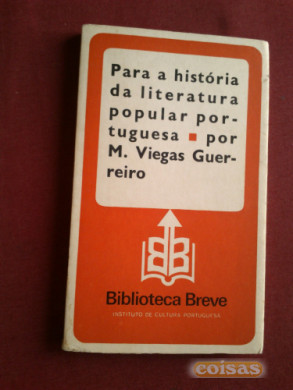 Para a história
da literatura
popular por-
tuguesa ■ por
M. Viegas Guer-
reiro
Biblioteca Breve
INSTITUTO DE CULTURA PORTUGUESA
coisas